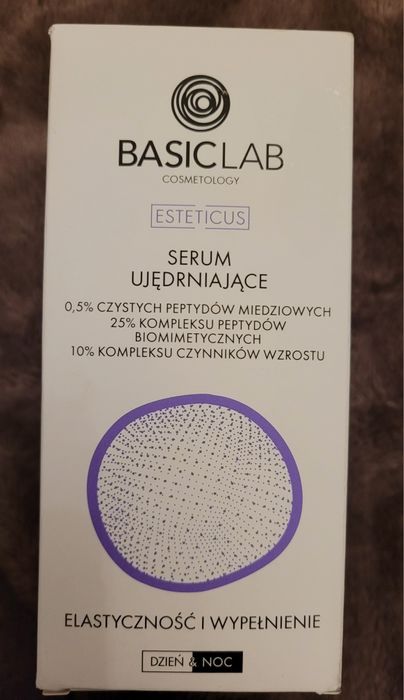 BASICLAB
COSMETOLOGY
ESTETICUS
SERUM
UJĘDRNIAJĄCE
0,5% CZYSTYCH PEPTYDÓW MIEDZIOWYCH
25% KOMPLEKSU PEPTYDÓW
BIOMIMETYCZNYCH
10% KOMPLEKSU CZYNNIKÓW WZROSTU
ELASTYCZNOŚĆ I WYPEŁNIENIE
DZIEŃ & NOC